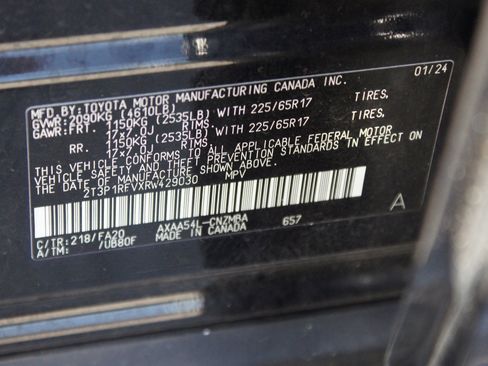 MFD.BY:TOYOTA MOTOR MANUFACTURING CANADA INC. 01/24
GVWR:2090KG (4610LB)
GAWR:FRT. 1150KG (2535LB) WITH 225/65R17 TIRES.
17x7.0J RIMS.
RR. 1150KG (2535LB) WITH 225/65R17 TIRES.
17x7.0J RIMS.
THIS VEHICLE CONFORMS TO ALL APPLICABLE FEDERAL MOTOR
VEHICLE SAFETY AND THEFT PREVENTION STANDARDS IN EFFECT ON
THE DATE OF MANUFACTURE SHOWN ABOVE.
2T3P1RFVXRW429030 MPV
C/TR:218/FA20 AXAA54L-CNZMBA 657 A
A/TM: /UB80F MADE IN CANADA